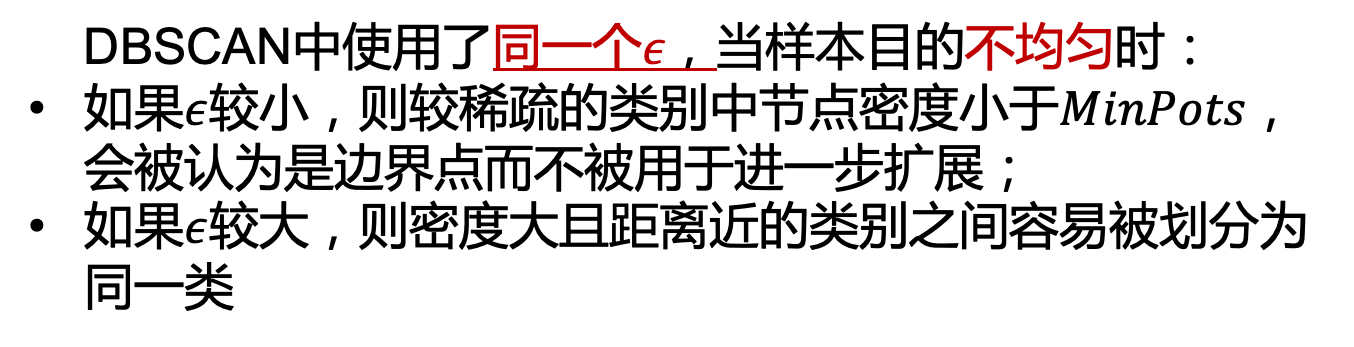 DBSCAN中使用了同一个ϵ，当样本目的不均匀时：
• 如果ϵ较小，则较稀疏的类别中节点密度小于MinPots，
会被认为是边界点而不被用于进一步扩展；
• 如果ϵ较大，则密度大且距离近的类别之间容易被划分为
同一类